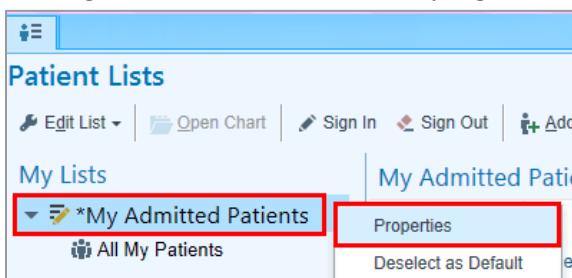 Patient Lists
Edit List Open Chart Sign In Sign Out
My Lists
My Admitted
*My Admitted Patients
Properties
All My Patients
Deselect as Default